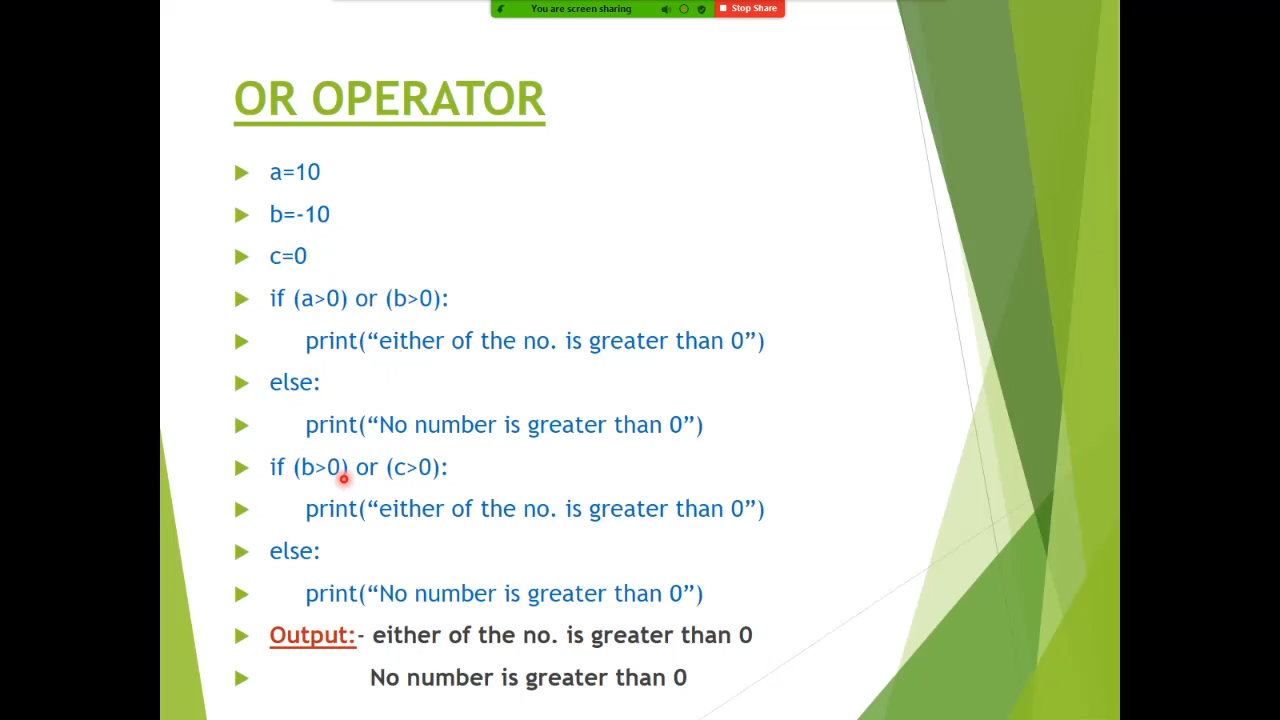 You are screen sharing
Stop Share
OR OPERATOR
a=10
b=-10
c=0
if (a>0) or (b>0):
print(“either of the no. is greater than 0”)
else:
print(“No number is greater than 0”)
if (b>0) or (c>0):
print(“either of the no. is greater than 0”)
else:
print(“No number is greater than 0”)
Output:- either of the no. is greater than 0
No number is greater than 0